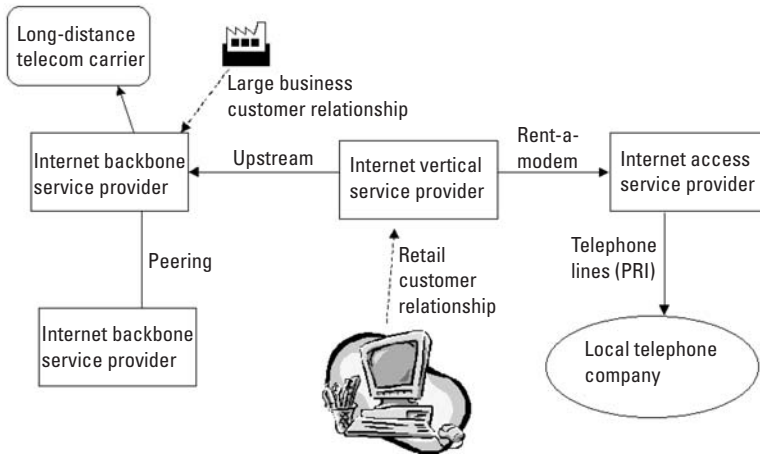 Long-distance
telecom carrier
Large business
customer relationship
Internet backbone
service provider
Upstream
Internet vertical
service provider
Rent-a-
modem
Internet access
service provider
Peering
Retail
customer
relationship
Telephone
lines (PRI)
Internet backbone
service provider
Local telephone
company